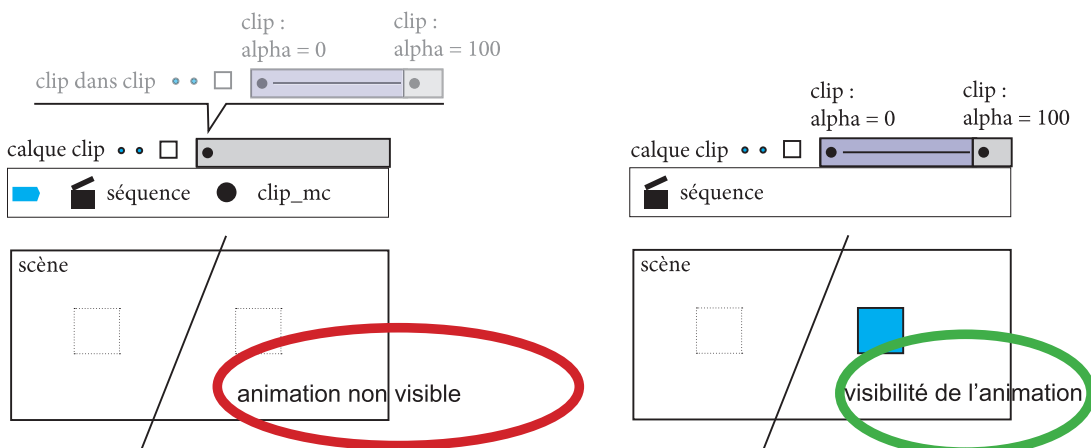 clip :
alpha = 0
clip :
alpha = 100
clip dans clip
calque clip
séquence
clip_mc
scène
animation non visible
clip :
alpha = 0
clip :
alpha = 100
calque clip
séquence
scène
visibilité de l'animation